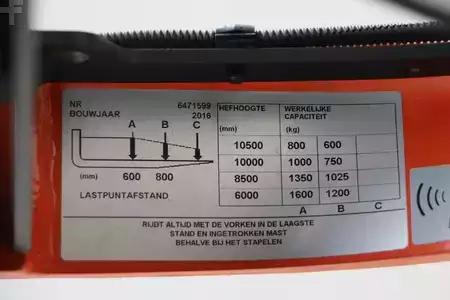 NR 6471599
BOUWJAAR 2016
A B C
(mm) 600 800
LASTPUNTAFSTAND
HEFHOOGTE WERKELIJKE
CAPACITEIT
(mm) (kg)
10500 800 600
10000 1000 750
8500 1350 1025
6000 1600 1200
A B C
RIJDT ALTIJD MET DE VORKEN IN DE LAAGSTE
STAND EN INGETROKKEN MAST
BEHALVE BIJ HET STAPELEN